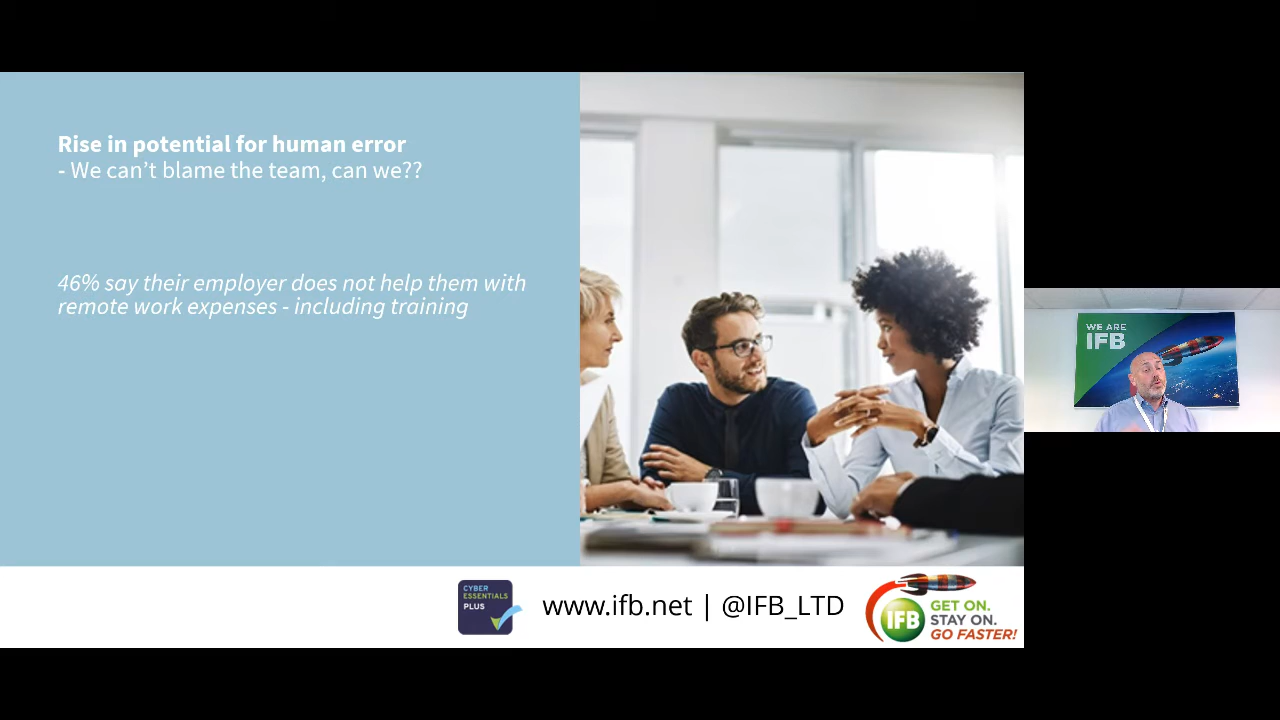 Rise in potential for human error
- We can’t blame the team, can we??
46% say their employer does not help them with
remote work expenses - including training
CYBER
ESSENTIALS
PLUS
www.ifb.net | @IFB_LTD
IFB
GET ON.
STAY ON.
GO FASTER!
WE ARE
IFB